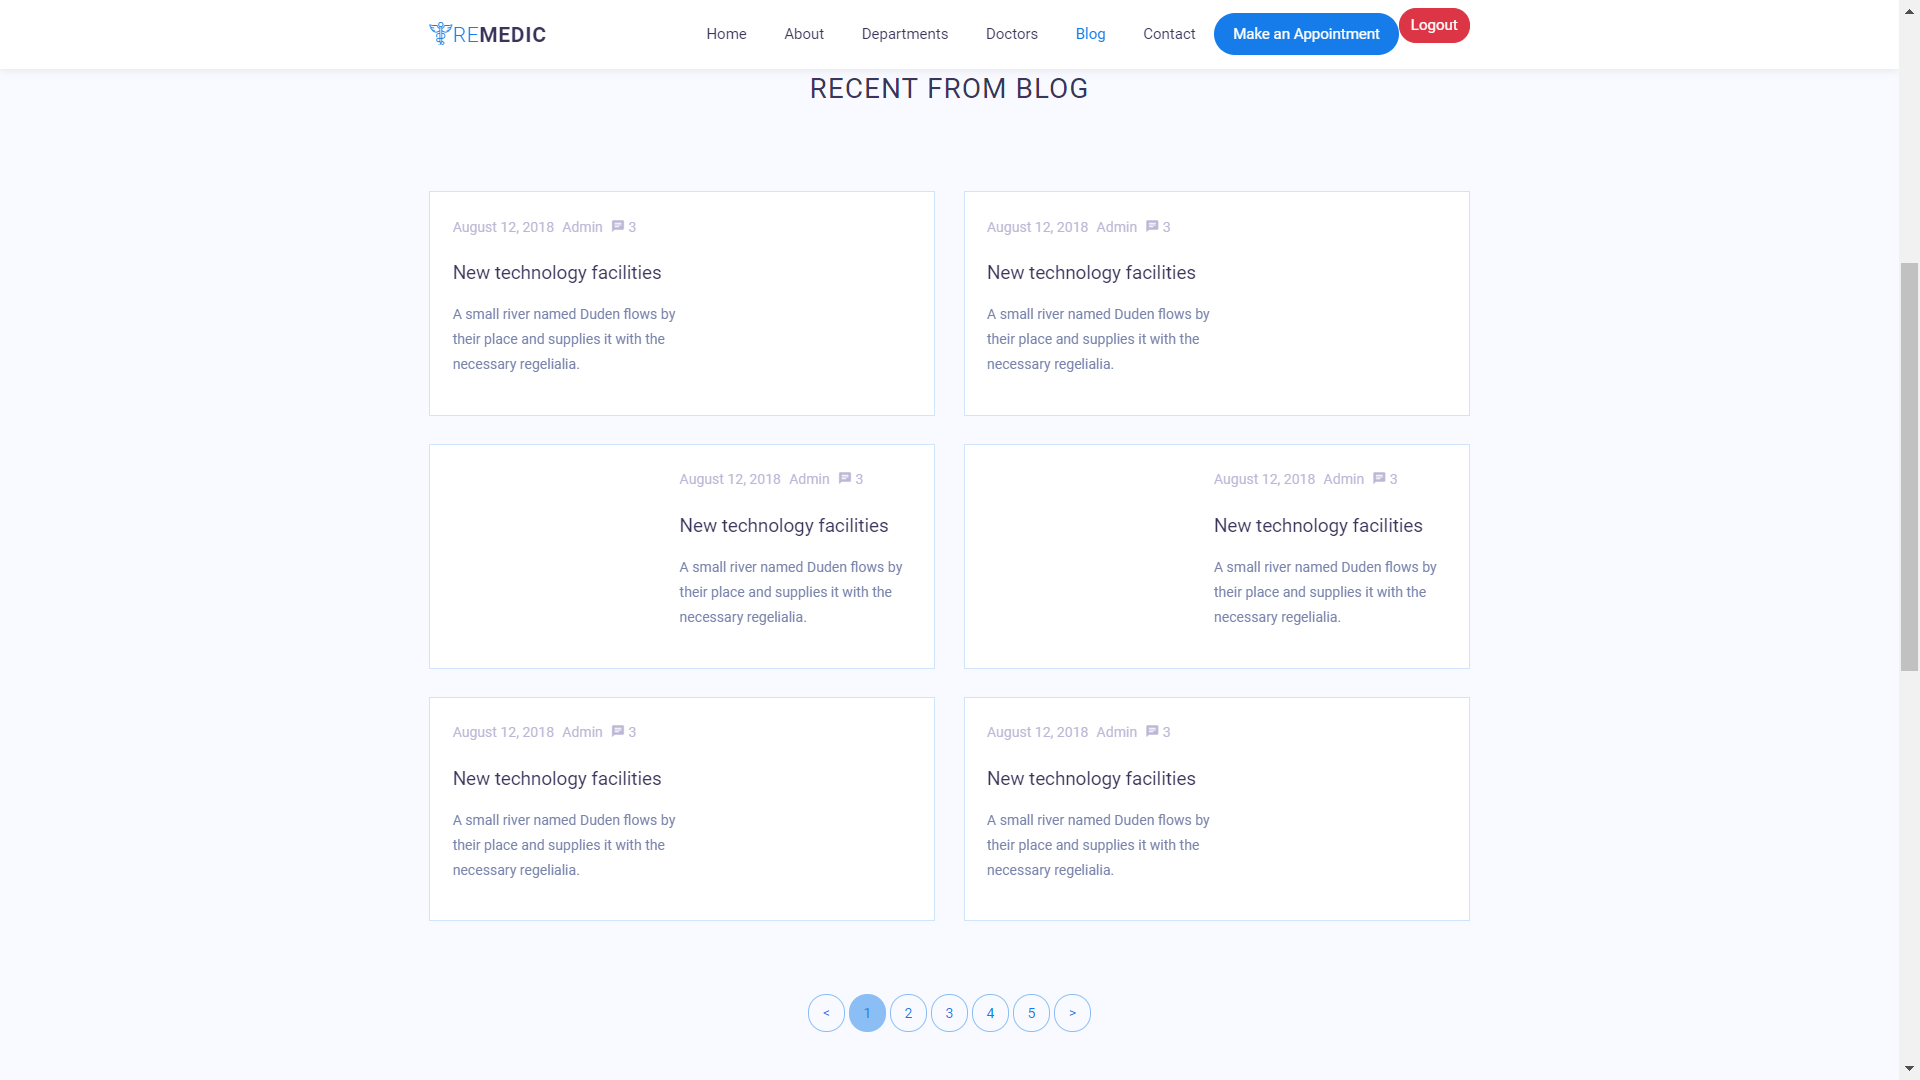 REMEDIC Home About Departments Doctors Blog Contact Make an Appointment Logout
RECENT FROM BLOG
August 12, 2018 Admin 3
New technology facilities
A small river named Duden flows by
their place and supplies it with the
necessary regelialia.
August 12, 2018 Admin 3
New technology facilities
A small river named Duden flows by
their place and supplies it with the
necessary regelialia.
August 12, 2018 Admin 3
New technology facilities
A small river named Duden flows by
their place and supplies it with the
necessary regelialia.
August 12, 2018 Admin 3
New technology facilities
A small river named Duden flows by
their place and supplies it with the
necessary regelialia.
August 12, 2018 Admin 3
New technology facilities
A small river named Duden flows by
their place and supplies it with the
necessary regelialia.
August 12, 2018 Admin 3
New technology facilities
A small river named Duden flows by
their place and supplies it with the
necessary regelialia.
< 1 2 3 4 5 >